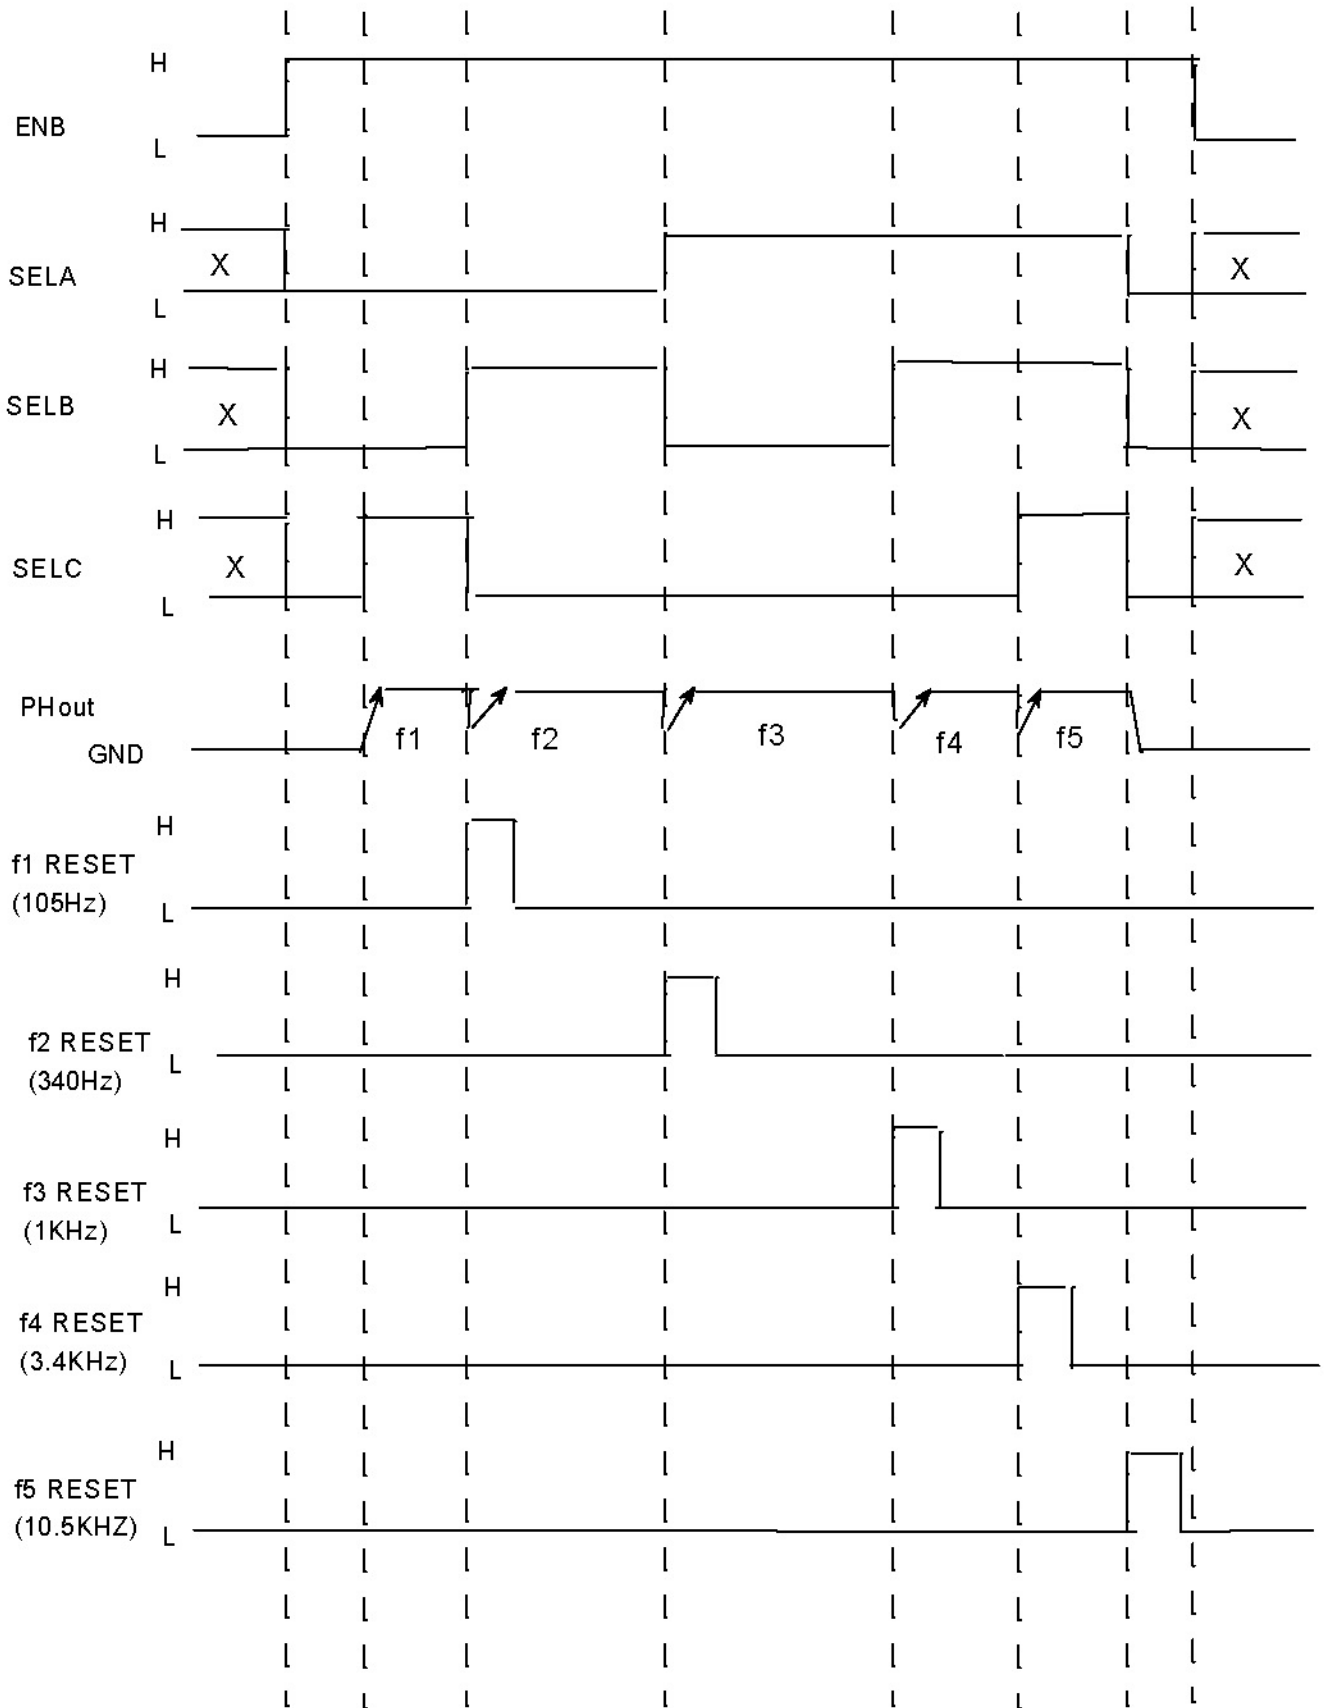 H
ENB
L
H
X
X
SELA
L
H
SELB
X
X
L
H
SELC
X
X
L
PHout
f1
f2
f3
f4
f5
GND
H
f1 RESET
(105Hz)
L
H
f2 RESET
L
(340Hz)
H
f3 RESET
(1KHz)
L
H
f4 RESET
(3.4KHz)
L
H
f5 RESET
(10.5KHZ)
L